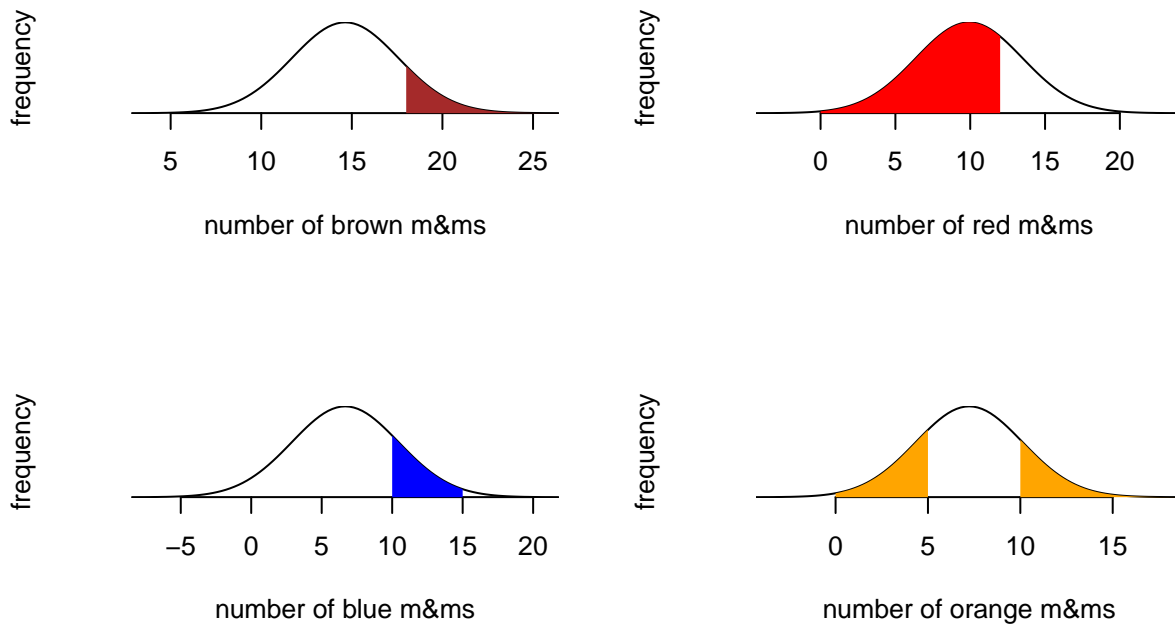 frequency
5 10 15 20 25
number of brown m&ms
frequency
0 5 10 15 20
number of red m&ms
frequency
−5 0 5 10 15 20
number of blue m&ms
frequency
0 5 10 15
number of orange m&ms